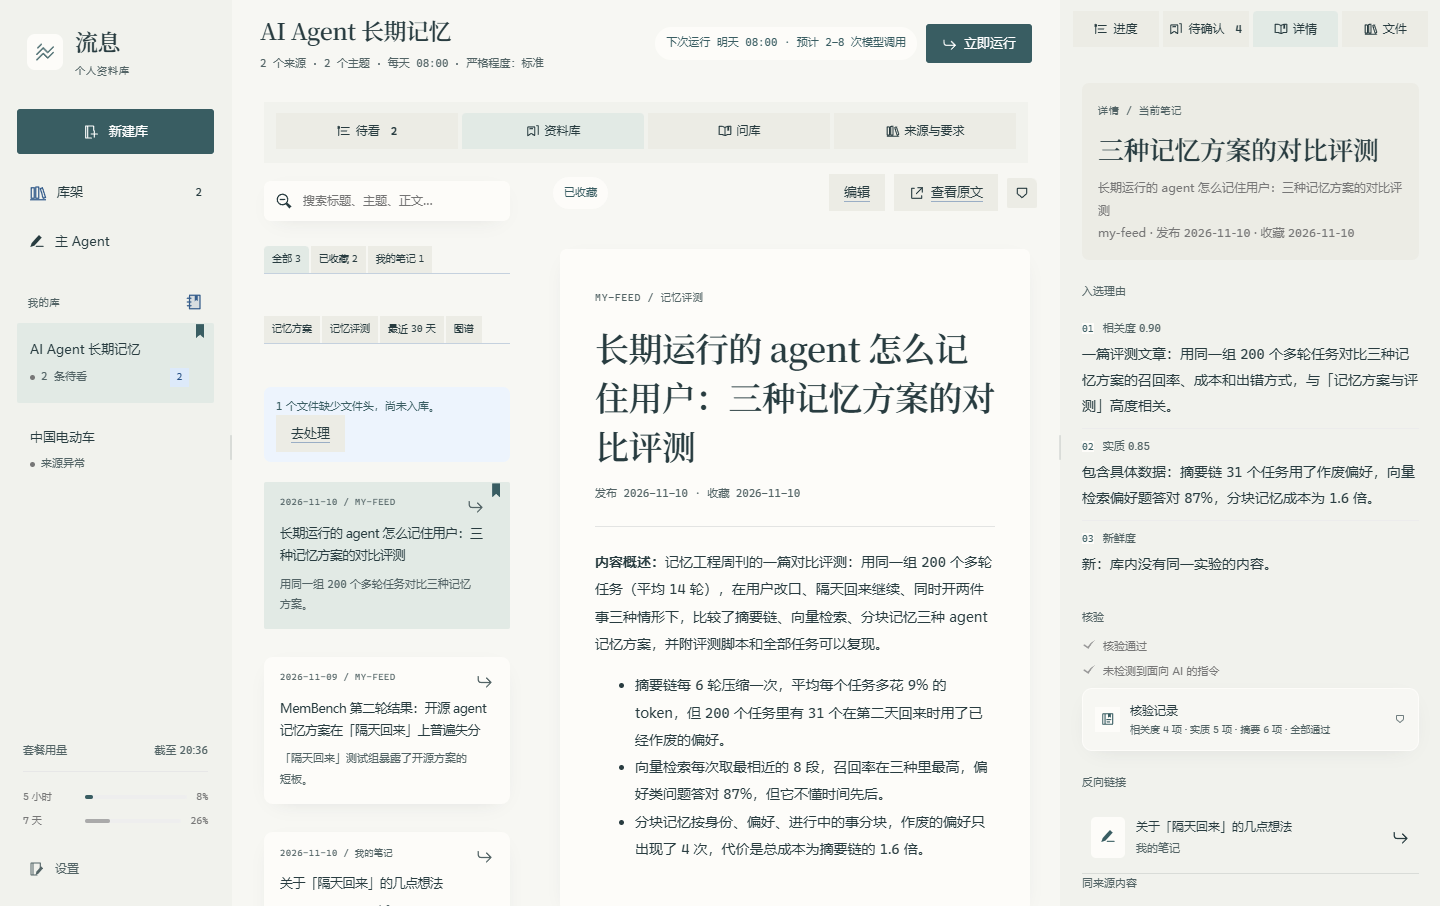 流息
个人资料库
新建库
库架 2
主 Agent
我的库
AI Agent 长期记忆
2 条待看 2
中国电动车
来源异常
套餐用量 截至 20:36
5 小时 8%
7 天 26%
设置
AI Agent 长期记忆
2 个来源 · 2 个主题 · 每天 08:00 · 严格程度：标准
下次运行 明天 08:00 · 预计 2–8 次模型调用
立即运行
待看 2
资料库
问库
来源与要求
搜索标题、主题、正文…
全部 3
已收藏 2
我的笔记 1
记忆方案
记忆评测
最近 30 天
图谱
1 个文件缺少文件头，尚未入库。
去处理
2026-11-10 / MY-FEED
长期运行的 agent 怎么记住用户：三
种记忆方案的对比评测
用同一组 200 个多轮任务对比三种记忆
方案。
2026-11-09 / MY-FEED
MemBench 第二轮结果：开源 agent
记忆方案在「隔天回来」上普遍失分
「隔天回来」测试组暴露了开源方案的
短板。
2026-11-10 / 我的笔记
关于「隔天回来」的几点想法
已收藏
编辑
查看原文
MY-FEED / 记忆评测
长期运行的 agent 怎么记
住用户：三种记忆方案的对
比评测
发布 2026-11-10 · 收藏 2026-11-10
内容概述：记忆工程周刊的一篇对比评测：用同一组 200 个多轮
任务（平均 14 轮），在用户改口、隔天回来继续、同时开两件
事三种情形下，比较了摘要链、向量检索、分块记忆三种 agent
记忆方案，并附评测脚本和全部任务可以复现。
• 摘要链每 6 轮压缩一次，平均每个任务多花 9% 的
token，但 200 个任务里有 31 个在第二天回来时用了已
经作废的偏好。
• 向量检索每次取最相近的 8 段，召回率在三种里最高，偏
好类问题答对 87%，但它不懂时间先后。
• 分块记忆按身份、偏好、进行中的事分块，作废的偏好只
出现了 4 次，代价是总成本为摘要链的 1.6 倍。
进度
待确认 4
详情
文件
详情 / 当前笔记
三种记忆方案的对比评测
长期运行的 agent 怎么记住用户：三种记忆方案的对比评
测
my-feed · 发布 2026-11-10 · 收藏 2026-11-10
入选理由
01 相关度 0.90
一篇评测文章：用同一组 200 个多轮任务对比三种记
忆方案的召回率、成本和出错方式，与「记忆方案与评
测」高度相关。
02 实质 0.85
包含具体数据：摘要链 31 个任务用了作废偏好，向量
检索偏好题答对 87%，分块记忆成本为 1.6 倍。
03 新鲜度
新：库内没有同一实验的内容。
核验
核验通过
未检测到面向 AI 的指令
核验记录
相关度 4 项 · 实质 5 项 · 摘要 6 项 · 全部通过
反向链接
关于「隔天回来」的几点想法
我的笔记
同来源内容